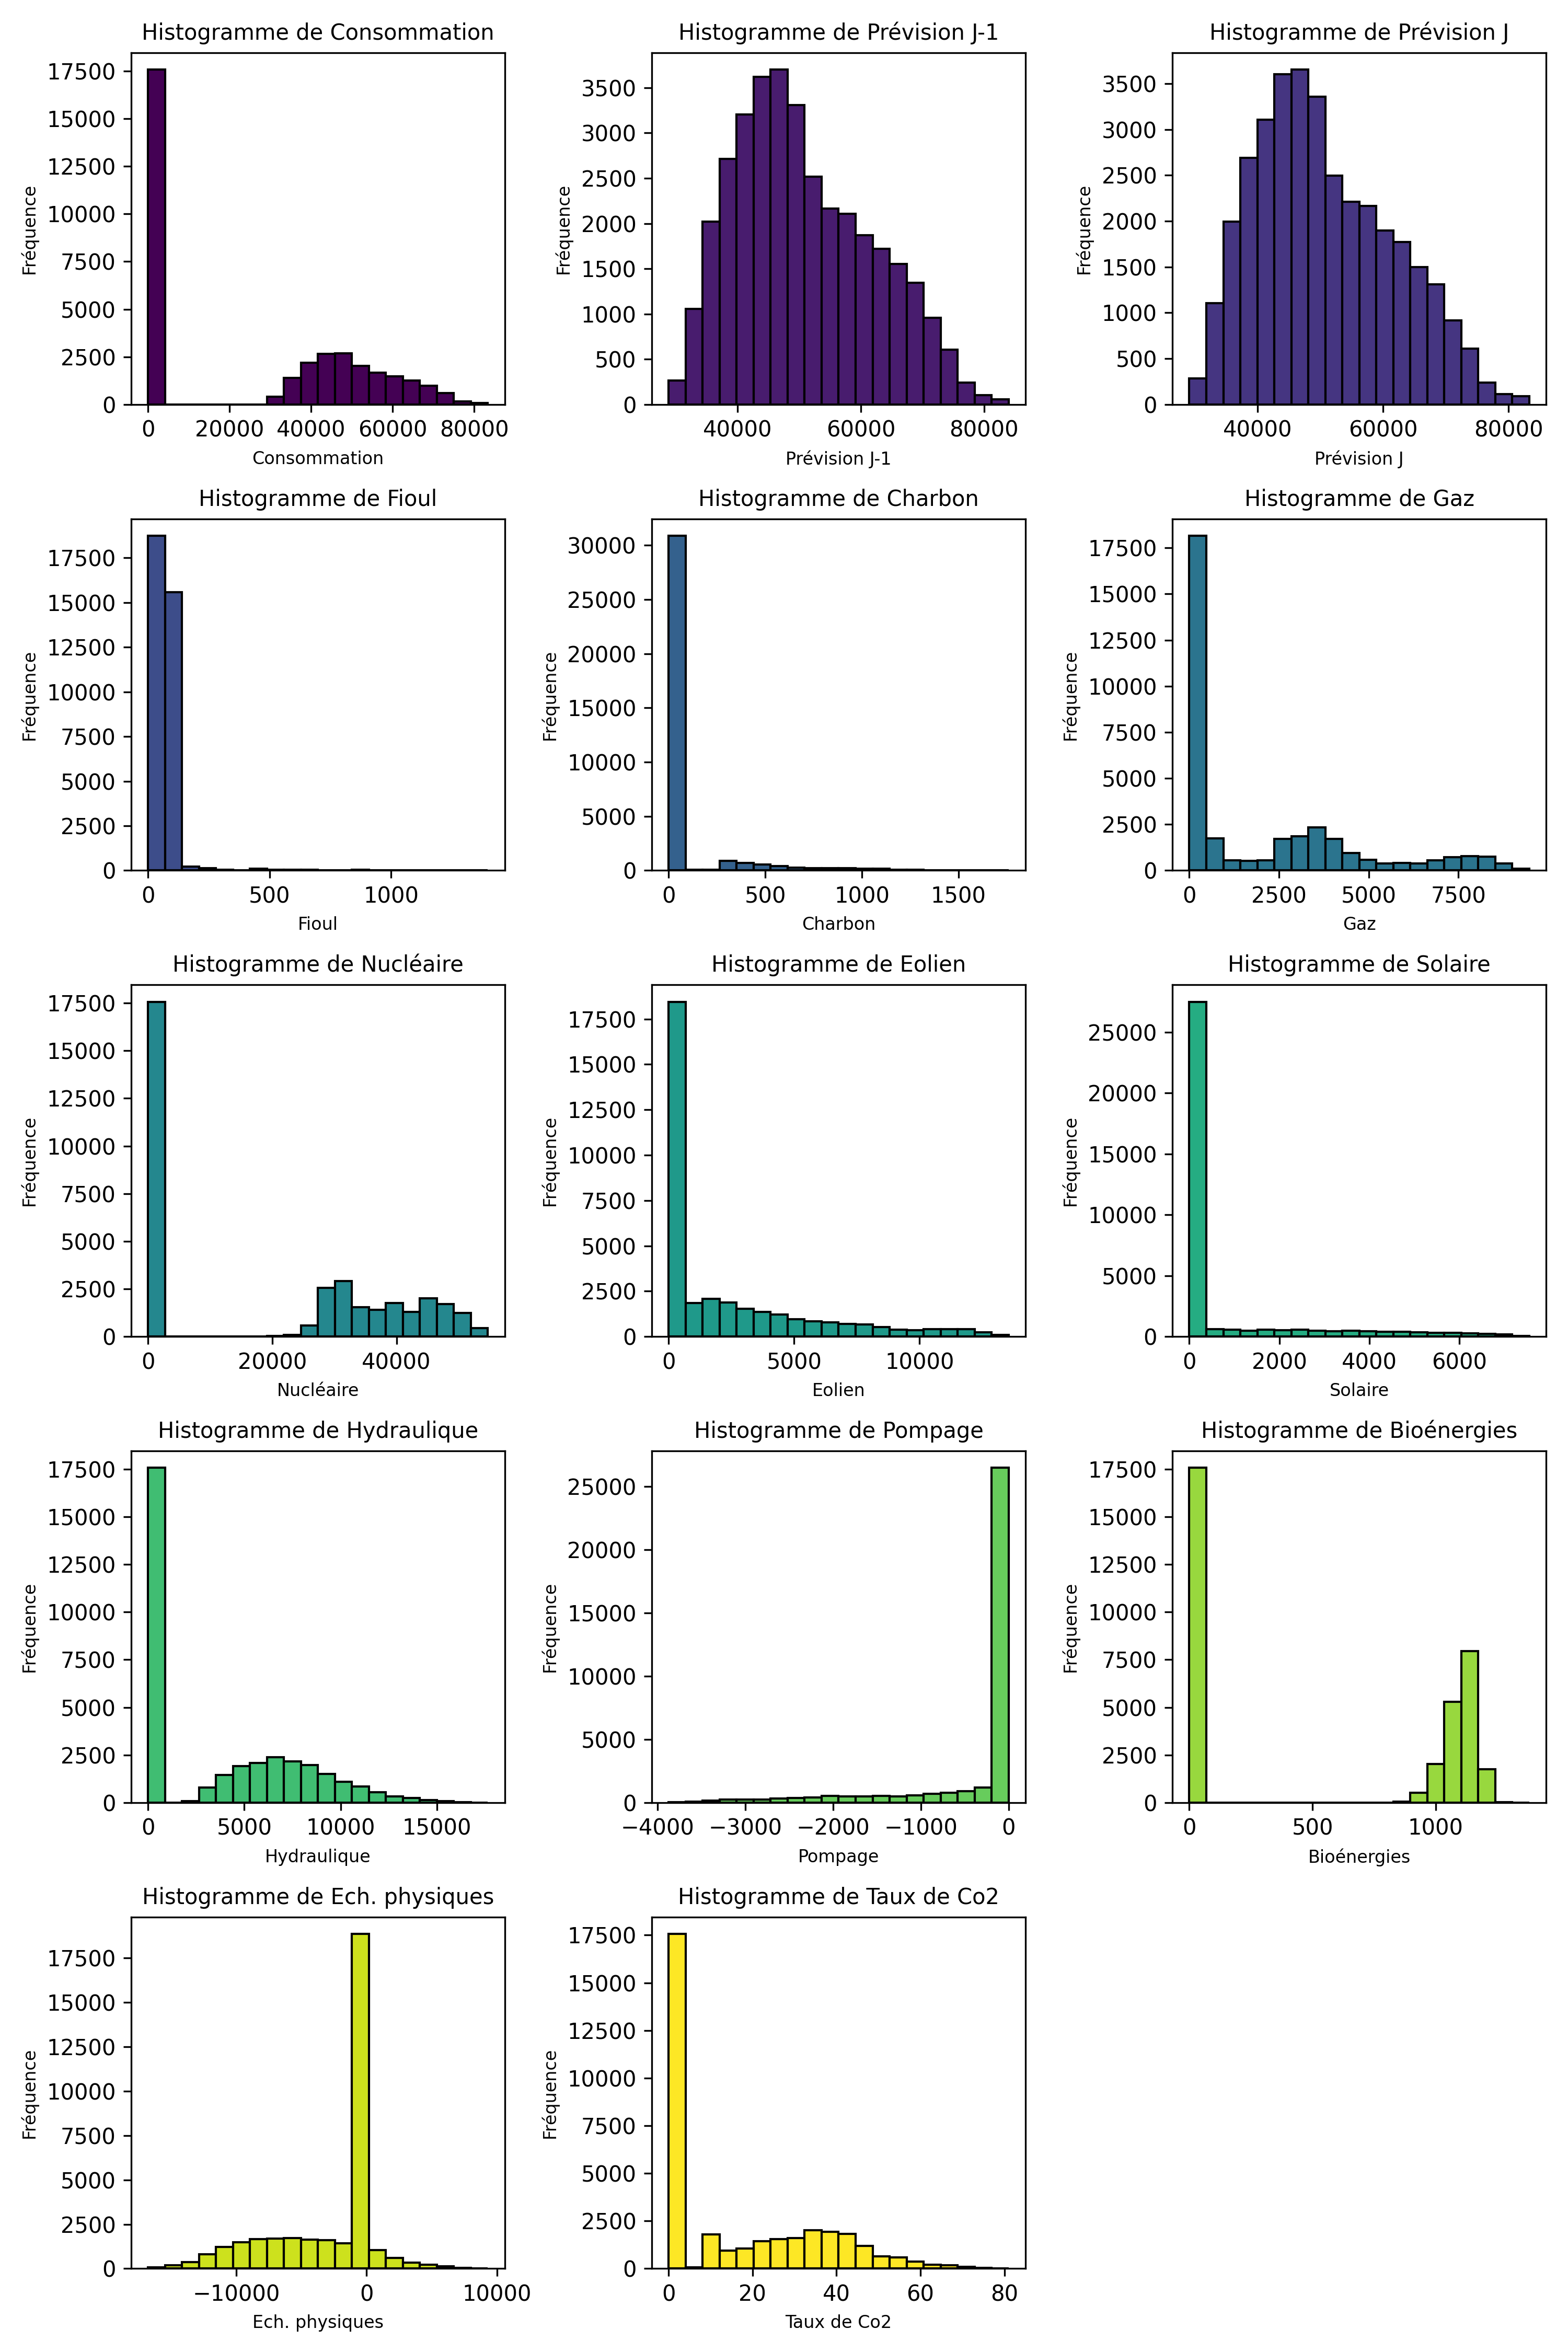 Histogramme de Consommation
Histogramme de Prévision J-1
Histogramme de Prévision J
17500
15000
12500
10000
7500
5000
2500
0
Fréquence
0 20000 40000 60000 80000
Consommation
3500
3000
2500
2000
1500
1000
500
0
Fréquence
40000 60000 80000
Prévision J-1
3500
3000
2500
2000
1500
1000
500
0
Fréquence
40000 60000 80000
Prévision J
Histogramme de Fioul
Histogramme de Charbon
Histogramme de Gaz
17500
15000
12500
10000
7500
5000
2500
0
Fréquence
0 500 1000
Fioul
30000
25000
20000
15000
10000
5000
0
Fréquence
0 500 1000 1500
Charbon
17500
15000
12500
10000
7500
5000
2500
0
Fréquence
0 2500 5000 7500
Gaz
Histogramme de Nucléaire
Histogramme de Eolien
Histogramme de Solaire
17500
15000
12500
10000
7500
5000
2500
0
Fréquence
0 20000 40000
Nucléaire
17500
15000
12500
10000
7500
5000
2500
0
Fréquence
0 5000 10000
Eolien
25000
20000
15000
10000
5000
0
Fréquence
0 2000 4000 6000
Solaire
Histogramme de Hydraulique
Histogramme de Pompage
Histogramme de Bioénergies
17500
15000
12500
10000
7500
5000
2500
0
Fréquence
0 5000 10000 15000
Hydraulique
25000
20000
15000
10000
5000
0
Fréquence
−4000 −3000 −2000 −1000 0
Pompage
17500
15000
12500
10000
7500
5000
2500
0
Fréquence
0 500 1000
Bioénergies
Histogramme de Ech. physiques
Histogramme de Taux de Co2
17500
15000
12500
10000
7500
5000
2500
0
Fréquence
−10000 0 10000
Ech. physiques
17500
15000
12500
10000
7500
5000
2500
0
Fréquence
0 20 40 60 80
Taux de Co2